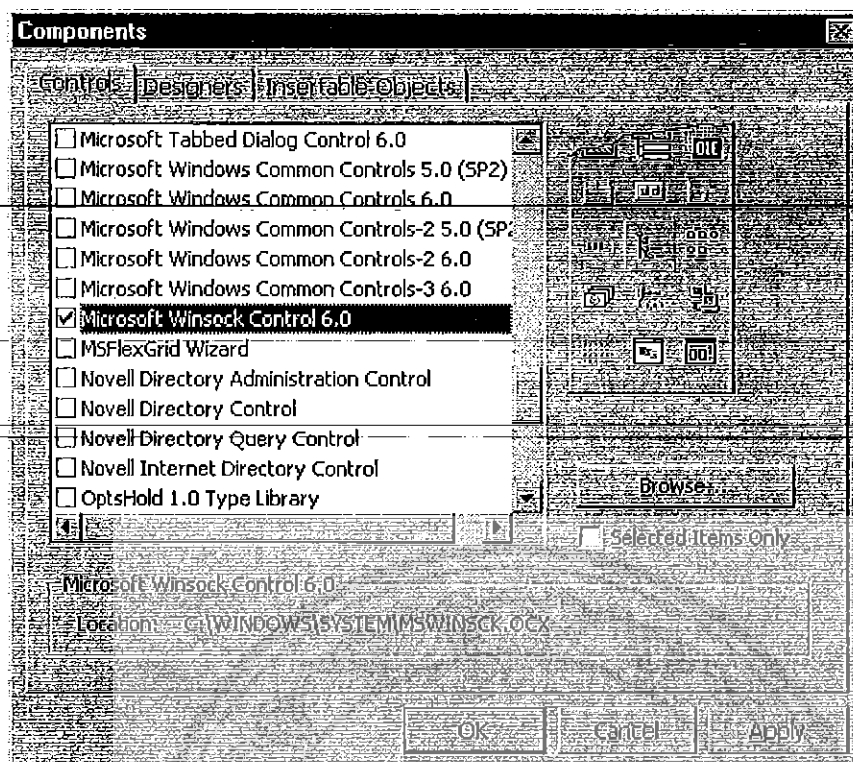 Components
Controls Designers Insertable Objects
Microsoft Tabbed Dialog Control 6.0
Microsoft Windows Common Controls 5.0 (SP2)
Microsoft Windows Common Controls 6.0
Microsoft Windows Common Controls-2 5.0 (SP2
Microsoft Windows Common Controls-2 6.0
Microsoft Windows Common Controls-3 6.0
Microsoft Winsock Control 6.0
MSFlexGrid Wizard
Novell Directory Administration Control
Novell Directory Control
Novell Directory Query Control
Novell Internet Directory Control
OptsHold 1.0 Type Library
Browse...
Selected Items Only
Microsoft Winsock Control 6.0
Location: C:\WINDOWS\SYSTEM\MSWINSCK.OCX
OK Cancel Apply